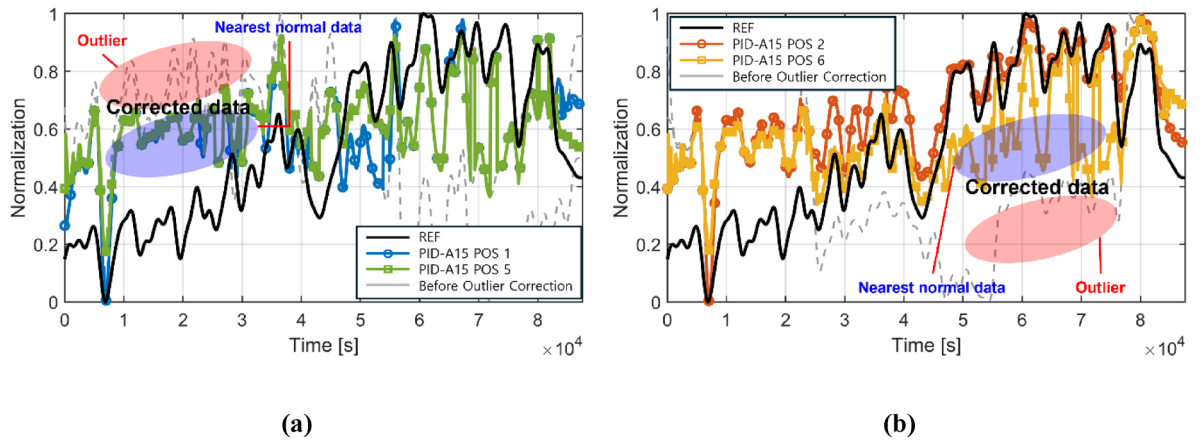 Nearest normal data
Outlier
Corrected data
Normalization
1
0.8
0.6
0.4
0.2
0
REF
PID-A15 POS 1
PID-A15 POS 5
Before Outlier Correction
0 1 2 3 4 5 6 7 8
Time [s]
×10⁴
(a)
REF
PID-A15 POS 2
PID-A15 POS 6
Before Outlier Correction
Normalization
1
0.8
0.6
0.4
0.2
0
Corrected data
Nearest normal data
Outlier
0 1 2 3 4 5 6 7 8
Time [s]
×10⁴
(b)